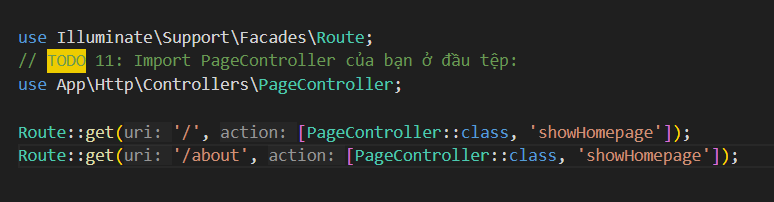 use Illuminate\Support\Facades\Route;
// TODO 11: Import PageController của bạn ở đầu tệp:
use App\Http\Controllers\PageController;
Route::get(uri: '/', action: [PageController::class, 'showHomepage']);
Route::get(uri: '/about', action: [PageController::class, 'showHomepage']);